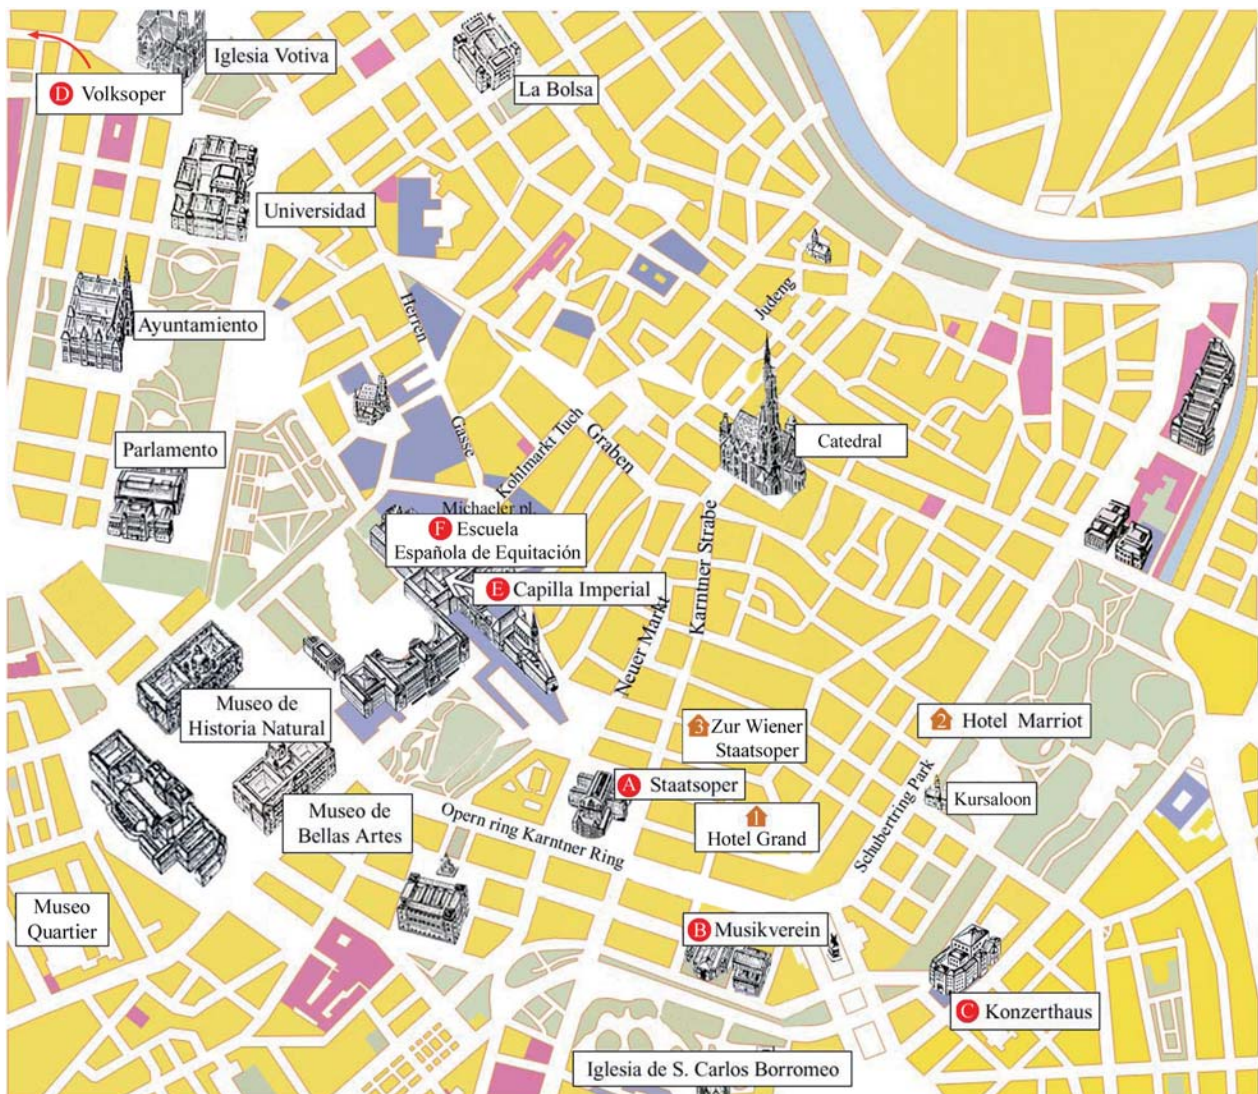 Iglesia Votiva
D Volksoper
La Bolsa
Universidad
Judeng
Herren
Ayuntamiento
Gasse
Kohlmarkt Tuch
Graben
Catedral
Parlamento
Michaeler pl.
F Escuela
Española de Equitación
Karnner Strabe
E Capilla Imperial
Neuer Markt
Museo de
Historia Natural
3 Zur Wiener
Staatsoper
2 Hotel Marriot
A Staatsoper
Kursaloon
Museo de
Bellas Artes
Opern ring Karntner Ring
1
Hotel Grand
Schubertring Park
Museo
Quartier
B Musikverein
C Konzerthaus
Iglesia de S. Carlos Borromeo